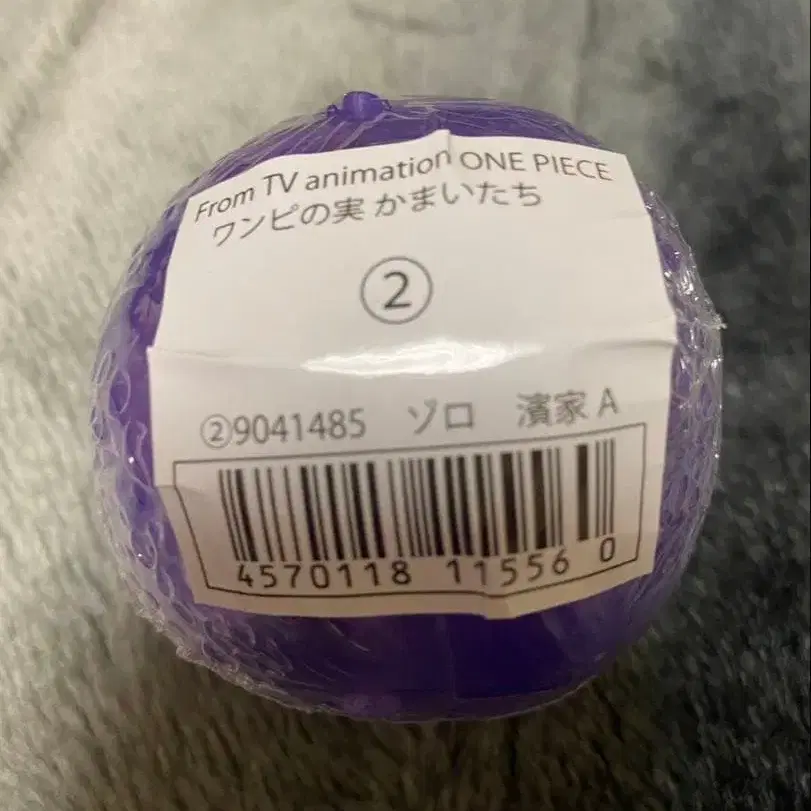 From TV animation ONE PIECE
ワンピの実 かまいたち
②
②9041485 ゾロ 濱家 A
4570118 11556 0